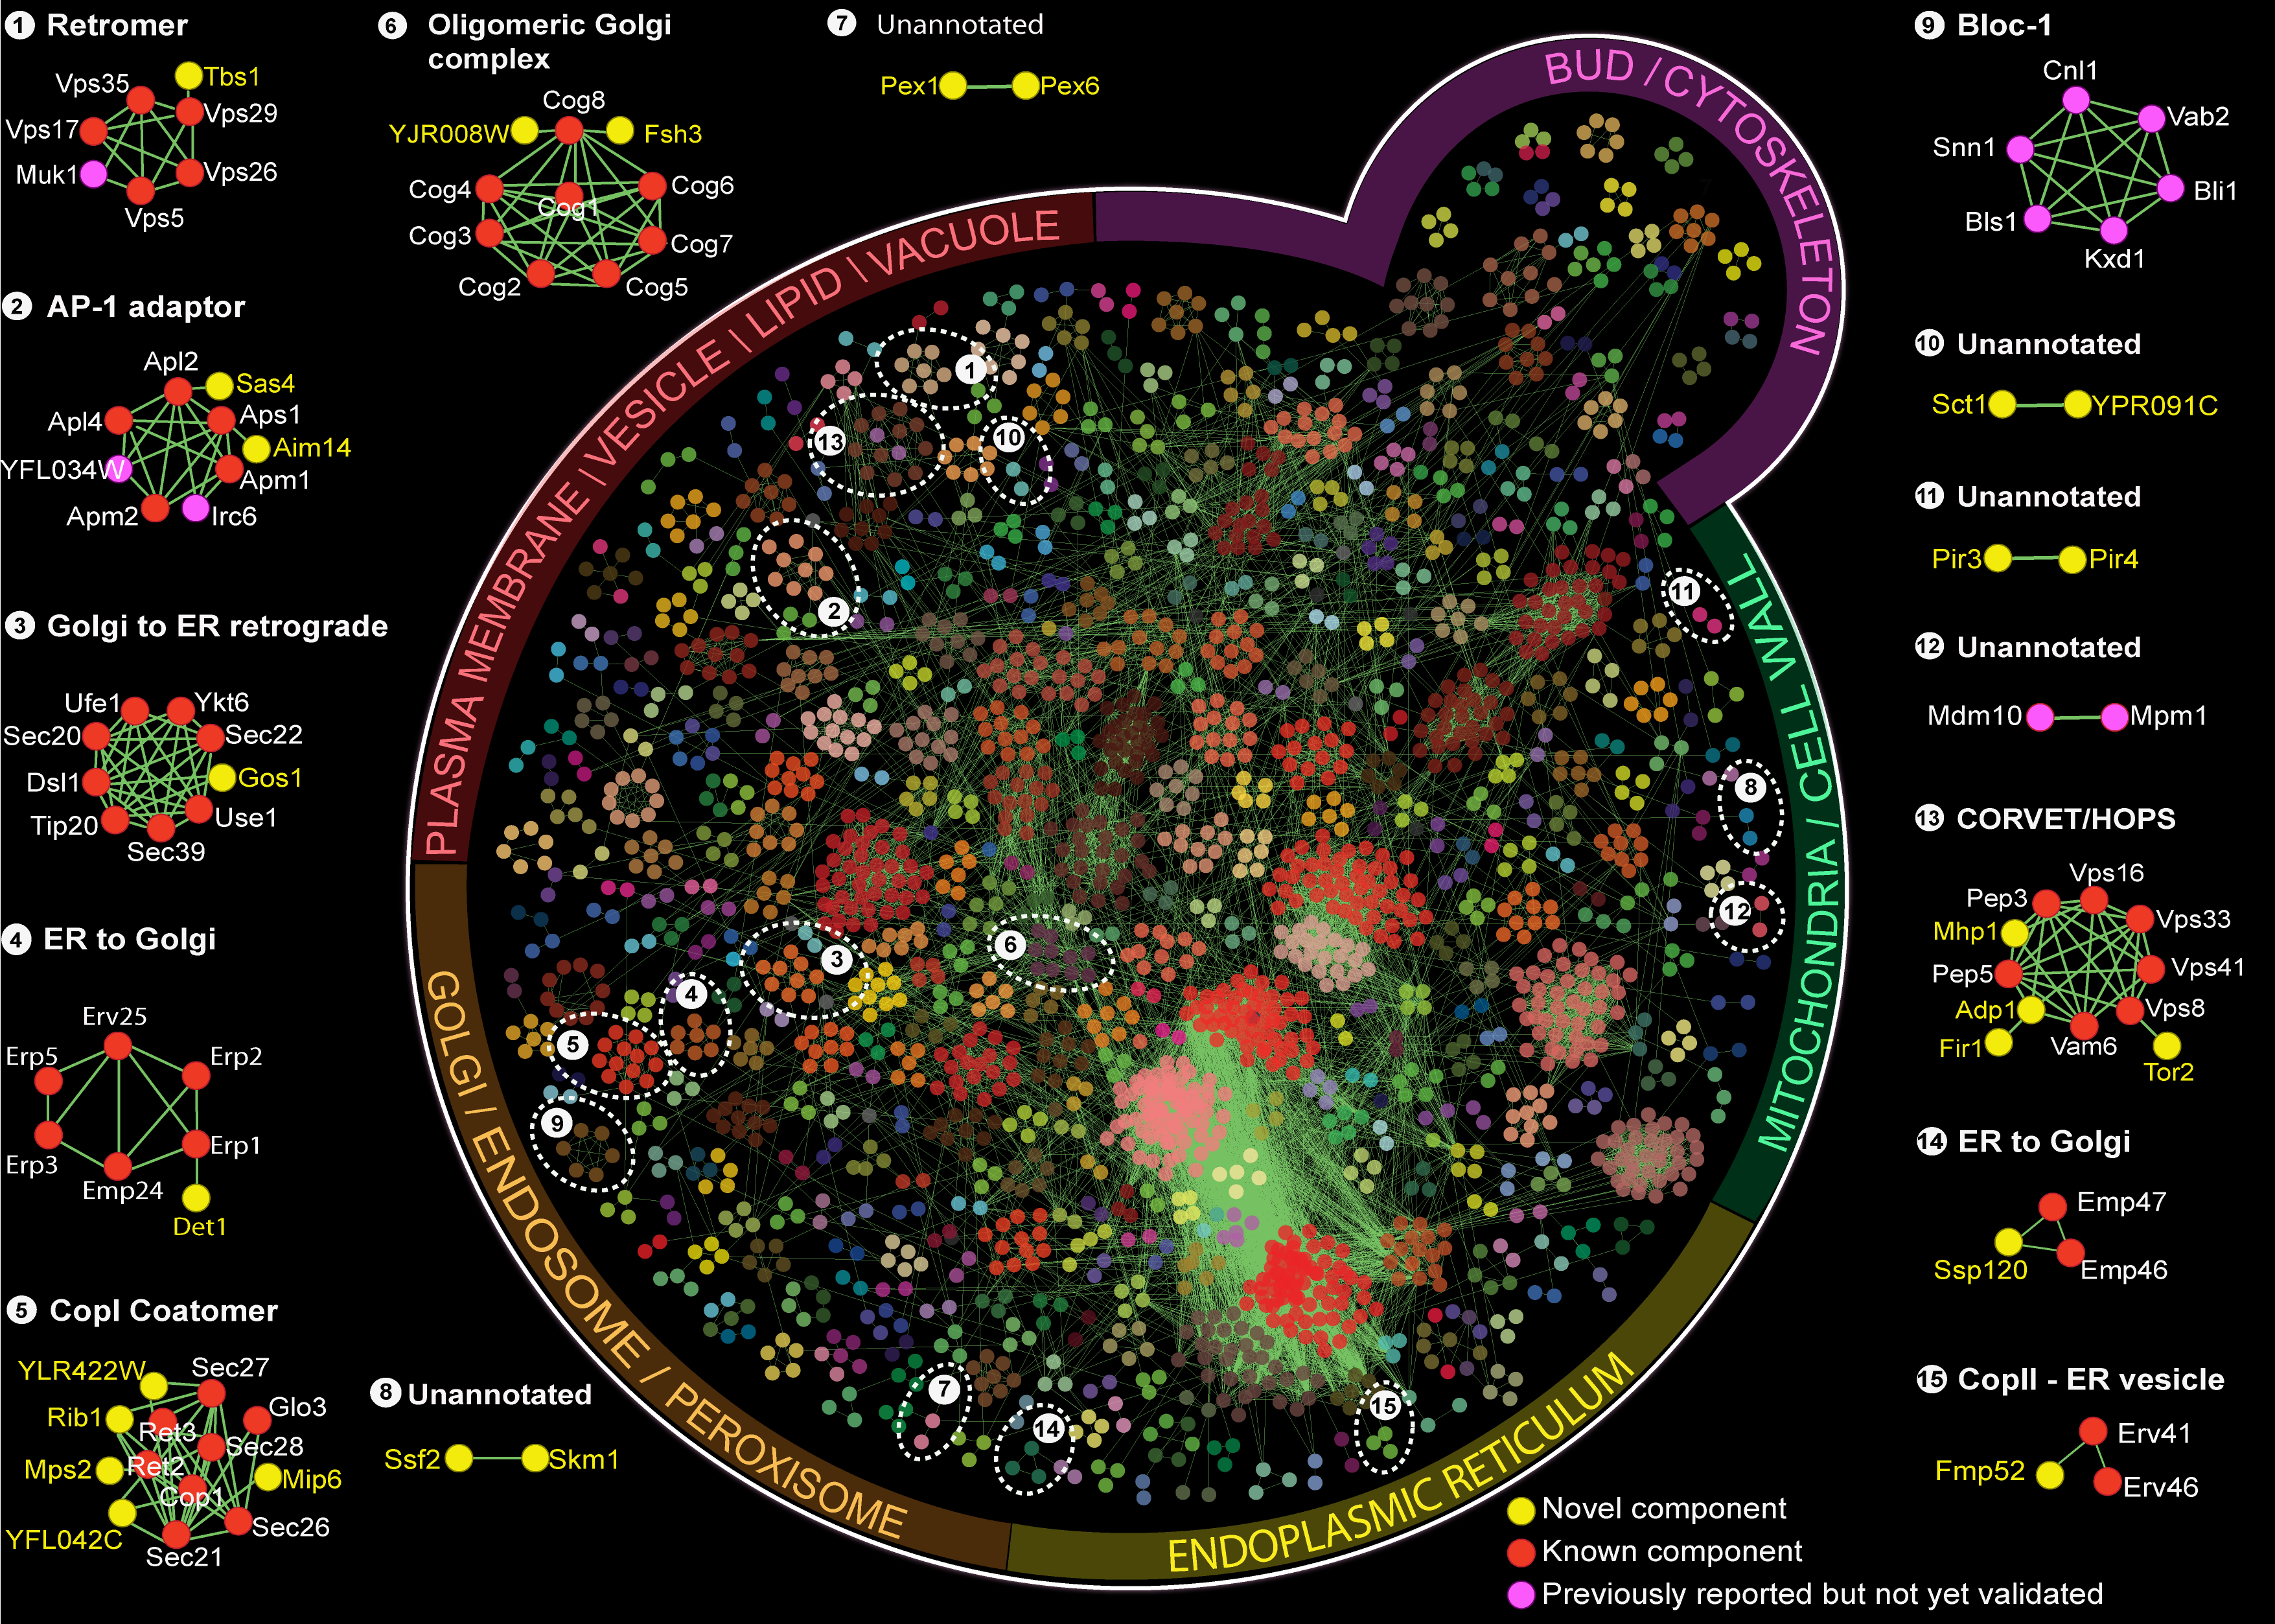 1 Retromer
Tbs1
Vps35
Vps29
Vps17
Muk1
Vps26
Vps5
2 AP-1 adaptor
Apl2
Sas4
Apl4
Aps1
Aim14
YFL034W
Apm1
Apm2
Irc6
3 Golgi to ER retrograde
Ufe1
Ykt6
Sec20
Sec22
Dsl1
Gos1
Tip20
Use1
Sec39
4 ER to Golgi
Erv25
Erp5
Erp2
Erp3
Erp1
Emp24
Det1
5 CopI Coatomer
YLR422W
Sec27
Rib1
Glo3
Ret3
Sec28
Mps2
Ret2
Mip6
Cop1
YFL042C
Sec26
Sec21
6 Oligomeric Golgi
complex
Cog8
YJR008W
Fsh3
Cog4
Cog6
Cog1
Cog3
Cog7
Cog2
Cog5
7 Unannotated
Pex1
Pex6
8 Unannotated
Ssf2
Skm1
PLASMA MEMBRANE | VESICLE | LIPID | VACUOLE
BUD / CYTOSKELETON
MITOCHONDRIA / CELL WALL
GOLGI / ENDOSOME / PEROXISOME
ENDOPLASMIC RETICULUM
1
13
10
2
11
8
12
3
6
4
5
9
7
14
15
9 Bloc-1
Cnl1
Vab2
Snn1
Bli1
Bls1
Kxd1
10 Unannotated
Sct1
YPR091C
11 Unannotated
Pir3
Pir4
12 Unannotated
Mdm10
Mpm1
13 CORVET/HOPS
Vps16
Pep3
Vps33
Mhp1
Pep5
Vps41
Adp1
Vps8
Fir1
Vam6
Tor2
14 ER to Golgi
Emp47
Ssp120
Emp46
15 CopII - ER vesicle
Erv41
Fmp52
Erv46
Novel component
Known component
Previously reported but not yet validated